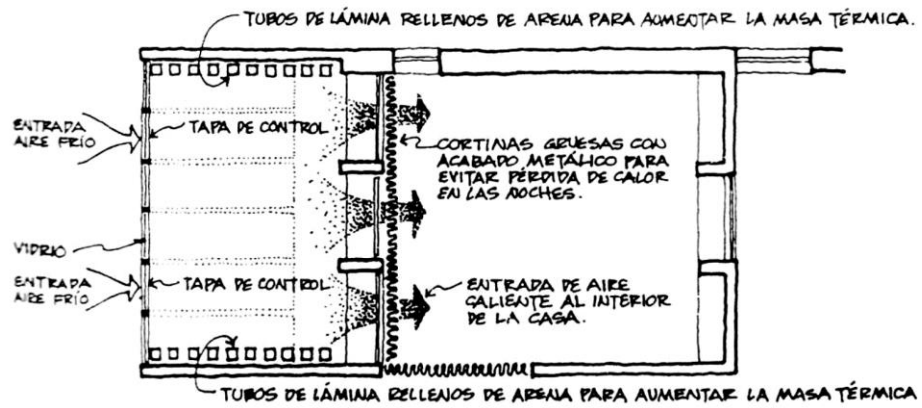 TUBOS DE LÁMINA RELLENOS DE ARENA PARA AUMENTAR LA MASA TÉRMICA.
ENTRADA
AIRE FRÍO
TAPA DE CONTROL
CORTINAS GRUESAS CON
ACABADO METÁLICO PARA
EVITAR PÉRDIDA DE CALOR
EN LAS NOCHES.
VIDRIO
ENTRADA
AIRE FRÍO
TAPA DE CONTROL
ENTRADA DE AIRE
CALIENTE AL INTERIOR
DE LA CASA.
TUBOS DE LÁMINA RELLENOS DE ARENA PARA AUMENTAR LA MASA TÉRMICA